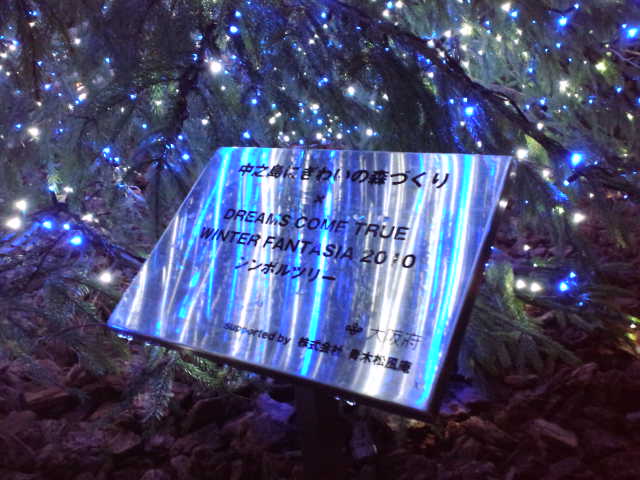 中之島にぎわいの森づくり
×
DREAMS COME TRUE
WINTER FANTASIA 2010
シンボルツリー
大阪府
supported by 株式会社 青木松風庵